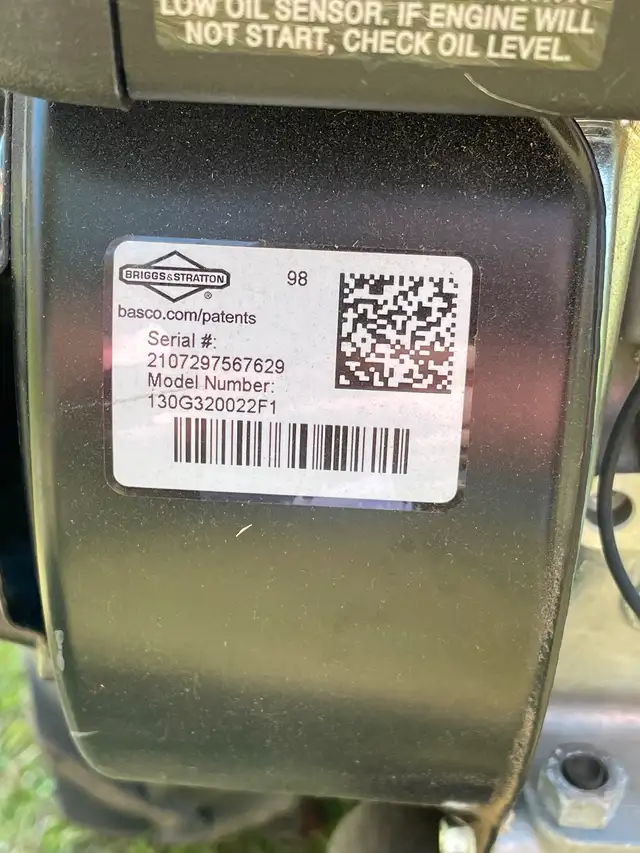 LOW OIL SENSOR. IF ENGINE WILL
NOT START, CHECK OIL LEVEL.
BRIGGS&STRATTON
®
98
basco.com/patents
Serial #:
2107297567629
Model Number:
130G320022F1